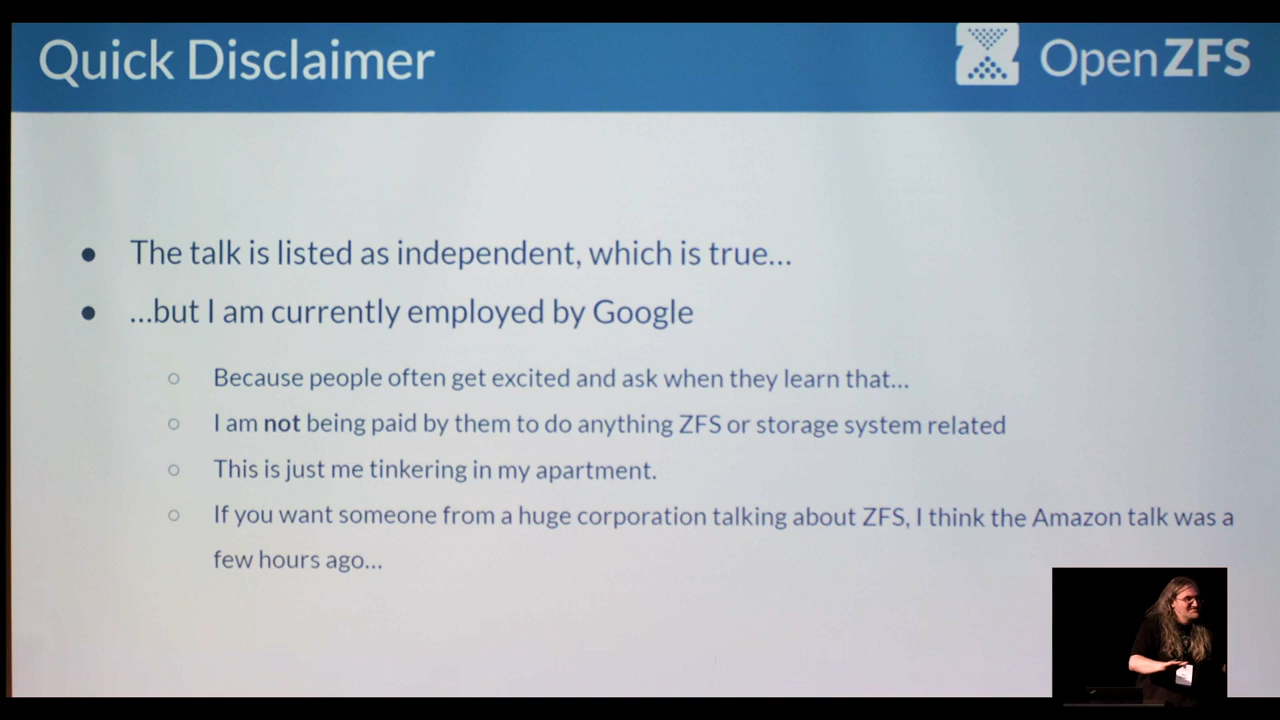 Quick Disclaimer
OpenZFS
● The talk is listed as independent, which is true…
● …but I am currently employed by Google
○ Because people often get excited and ask when they learn that…
○ I am not being paid by them to do anything ZFS or storage system related
○ This is just me tinkering in my apartment.
○ If you want someone from a huge corporation talking about ZFS, I think the Amazon talk was a
few hours ago…